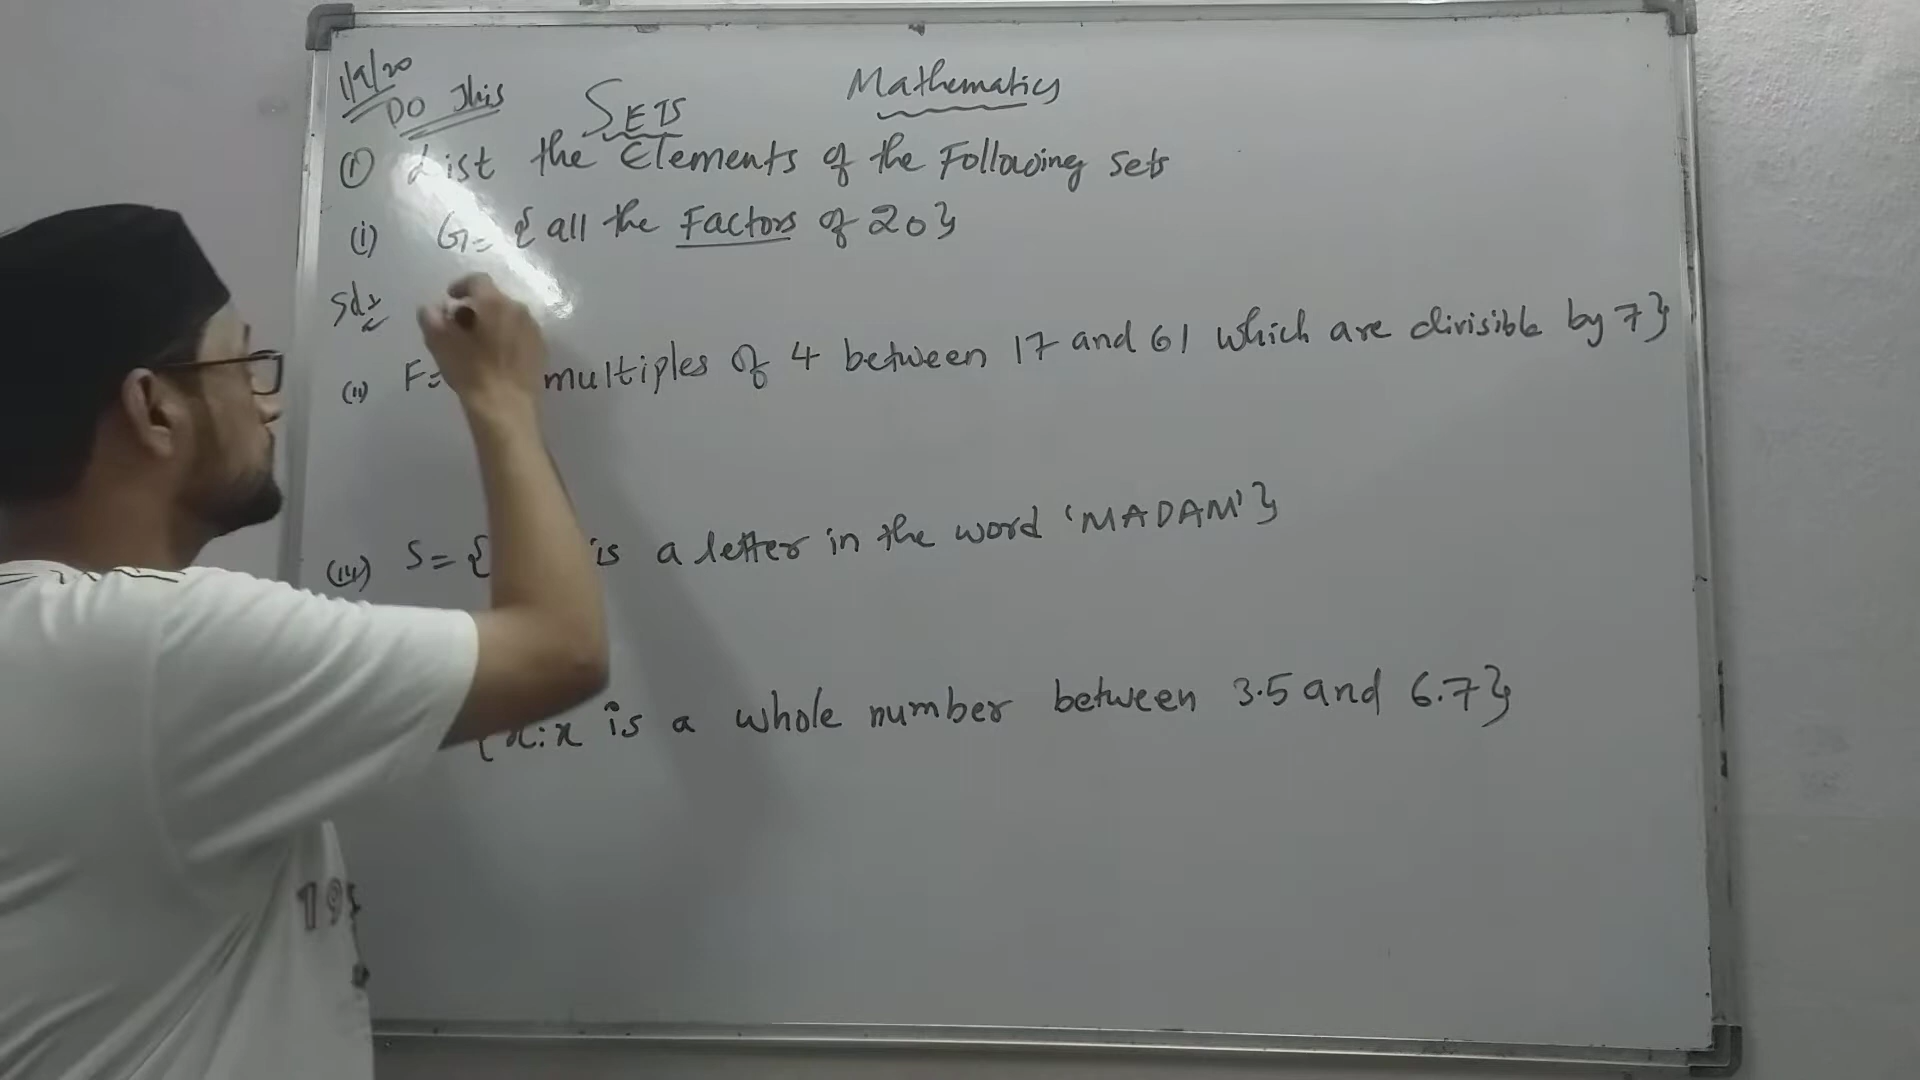 1/9/20
DO This
SETS
Mathematics
① List the Elements of the Following Sets
(i) G = { all the Factors of 20}
Sol:
(ii) F= multiples of 4 between 17 and 61 which are divisible by 7}
(iii) S = { is a letter in the word 'MADAM'}
{x:x is a whole number between 3.5 and 6.7}